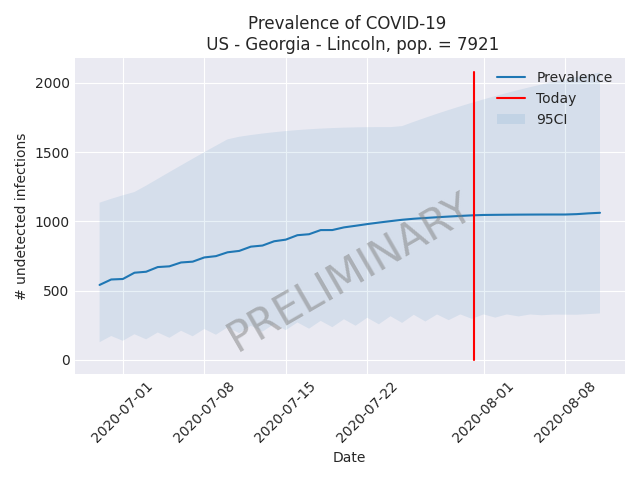 Prevalence of COVID-19
US - Georgia - Lincoln, pop. = 7921
2000
1500
1000
500
0
# undetected infections
Prevalence
Today
95CI
PRELIMINARY
2020-07-01
2020-07-08
2020-07-15
2020-07-22
2020-08-01
2020-08-08
Date